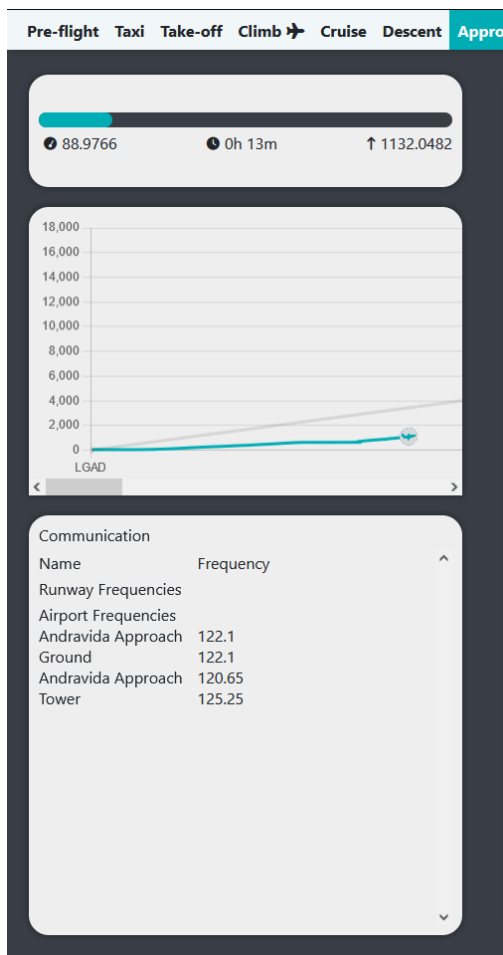 Pre-flight Taxi Take-off Climb Cruise Descent Appro
88.9766 0h 13m 1132.0482
18,000
16,000
14,000
12,000
10,000
8,000
6,000
4,000
2,000
0
LGAD
Communication
Name Frequency
Runway Frequencies
Airport Frequencies
Andravida Approach 122.1
Ground 122.1
Andravida Approach 120.65
Tower 125.25